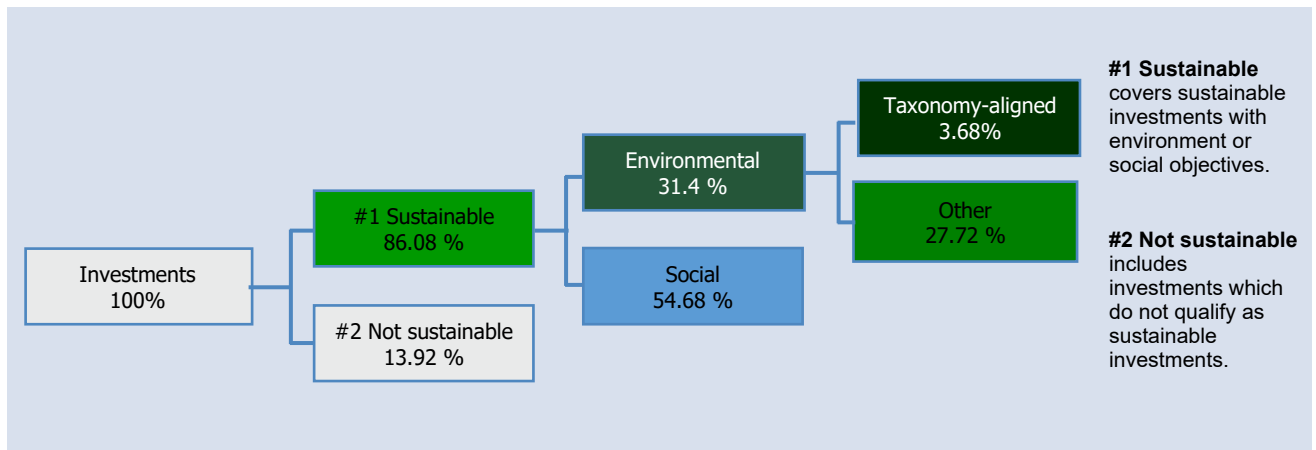 Investments
100%
#1 Sustainable
86.08 %
#2 Not sustainable
13.92 %
Environmental
31.4 %
Social
54.68 %
Taxonomy-aligned
3.68%
Other
27.72 %
#1 Sustainable
covers sustainable
investments with
environment or
social objectives.
#2 Not sustainable
includes
investments which
do not qualify as
sustainable
investments.